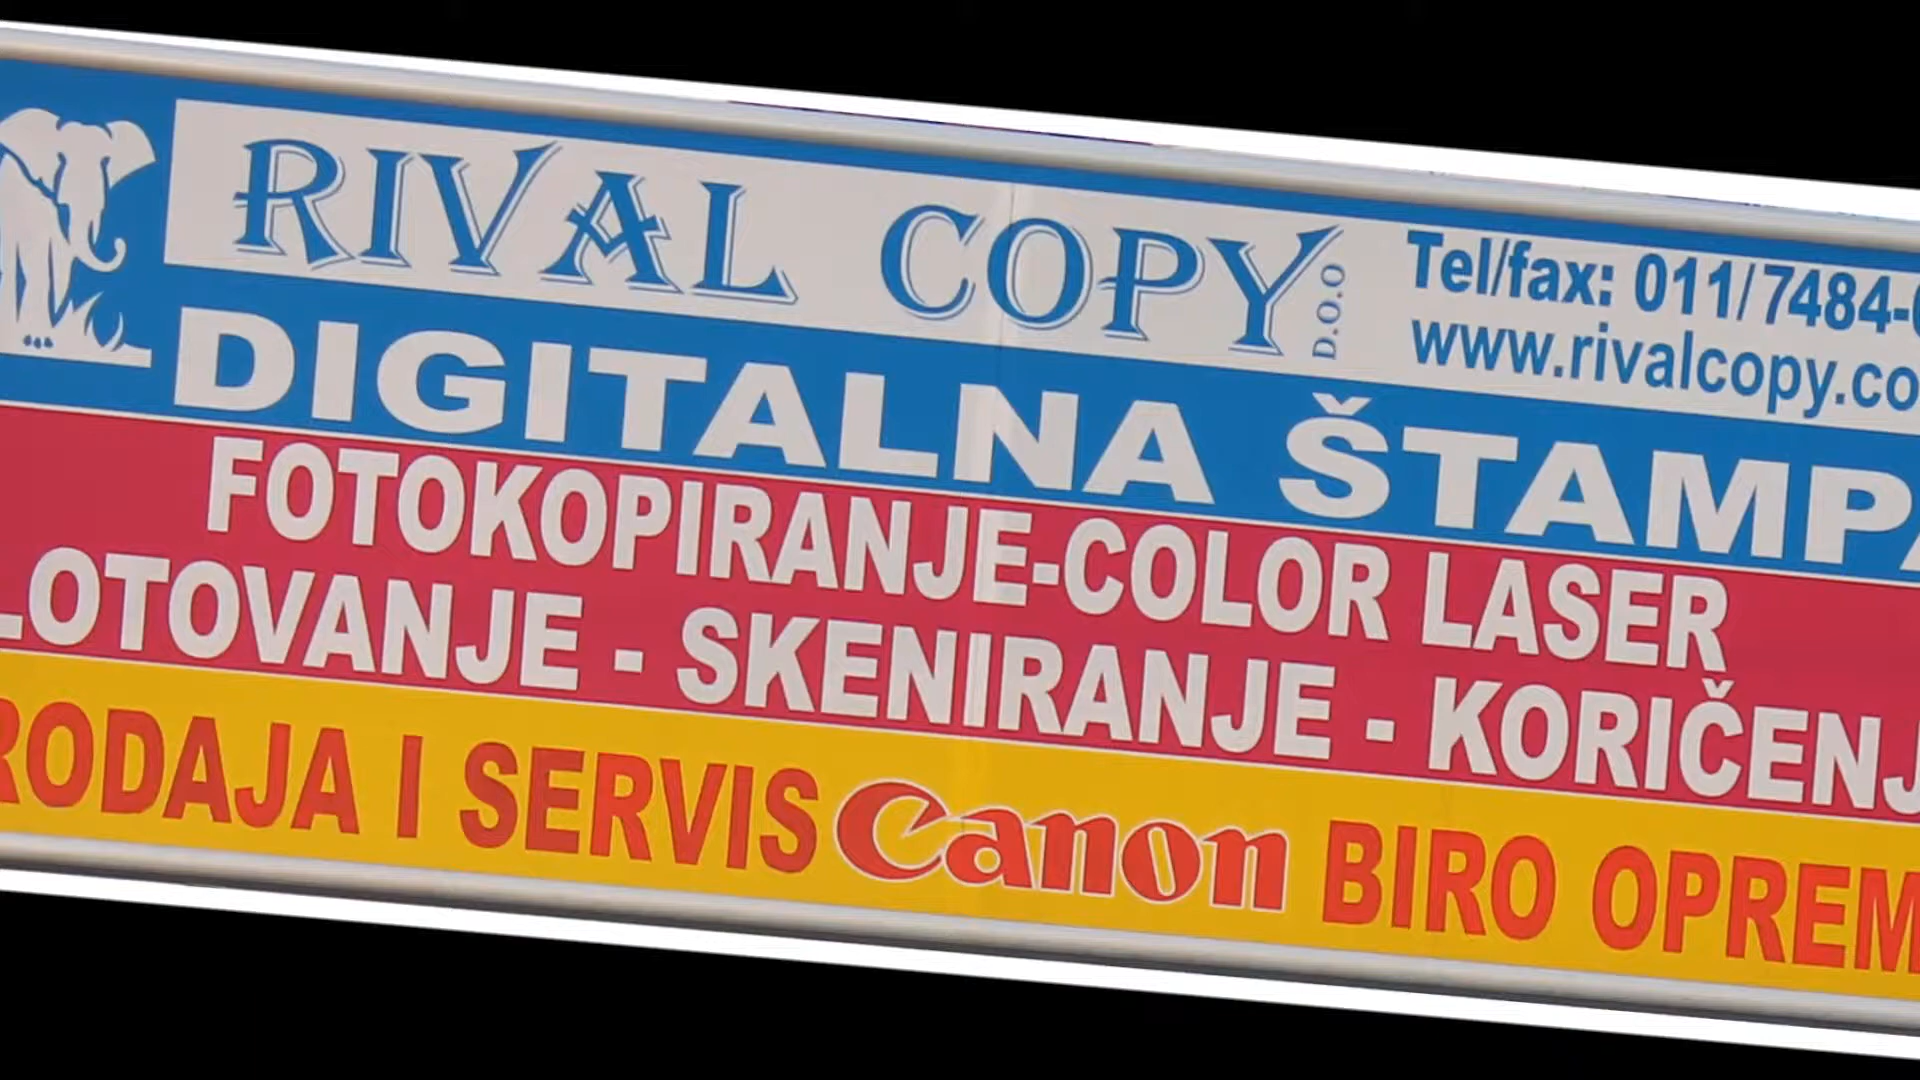 RIVAL COPY D.O.O
Tel/fax: 011/7484-
www.rivalcopy.co
DIGITALNA ŠTAMPA
FOTOKOPIRANJE-COLOR LASER
LOTOVANJE - SKENIRANJE - KORIČENJ
RODAJA I SERVIS Canon BIRO OPREM